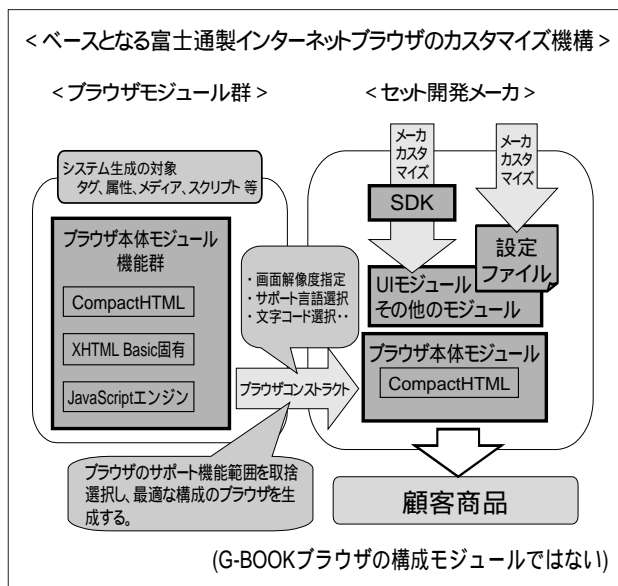 <ベースとなる富士通製インターネットブラウザのカスタマイズ機構>
<ブラウザモジュール群>
<セット開発メーカ>
システム生成の対象
タグ、属性、メディア、スクリプト 等
ブラウザ本体モジュール
機能群
CompactHTML
XHTML Basic固有
JavaScriptエンジン
・画面解像度指定
・サポート言語選択
・文字コード選択・・
ブラウザコンストラクト
ブラウザのサポート機能範囲を取捨
選択し、最適な構成のブラウザを生
成する。
メーカ
カスタ
マイズ
メーカ
カスタ
マイズ
SDK
設定
ファイル
UIモジュール
その他のモジュール
ブラウザ本体モジュール
CompactHTML
顧客商品
(G-BOOKブラウザの構成モジュールではない)